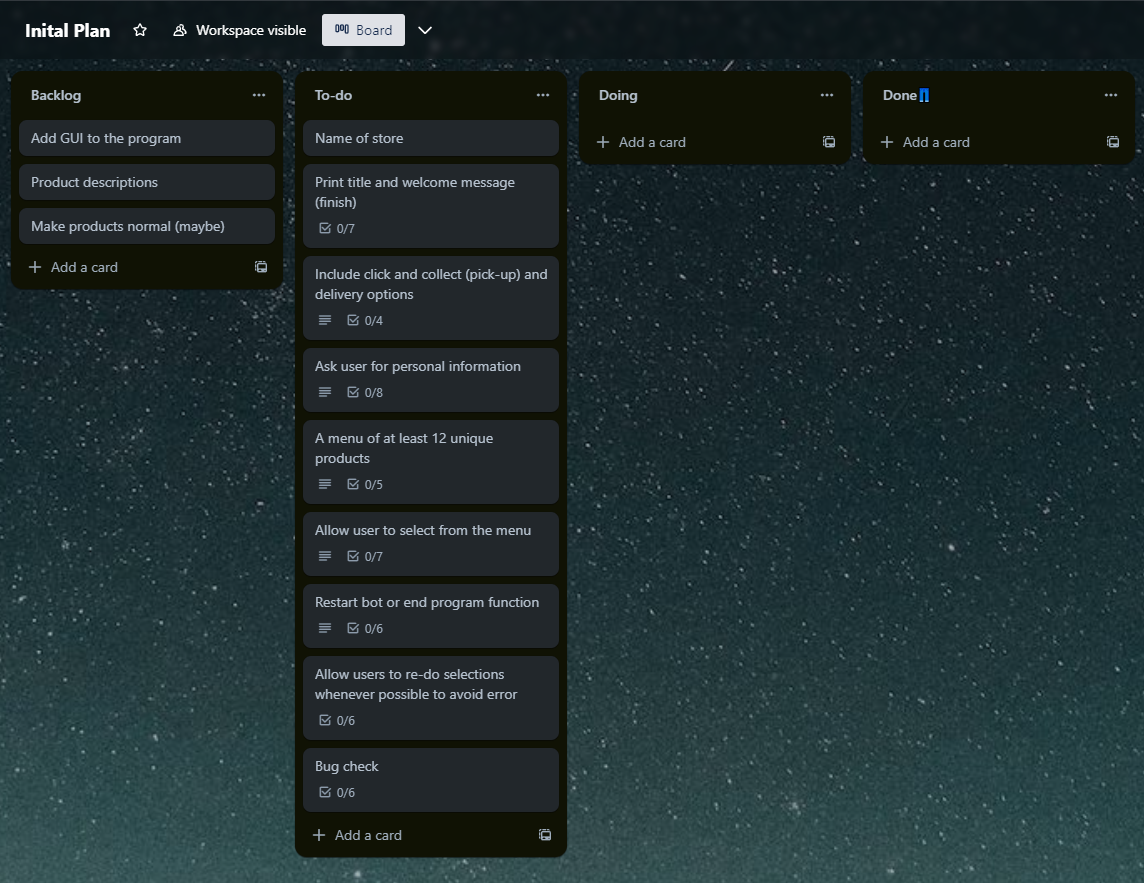 Inital Plan
Workspace visible
Board
Backlog
Add GUI to the program
Product descriptions
Make products normal (maybe)
Add a card
To-do
Name of store
Print title and welcome message
(finish)
0/7
Include click and collect (pick-up) and
delivery options
0/4
Ask user for personal information
0/8
A menu of at least 12 unique
products
0/5
Allow user to select from the menu
0/7
Restart bot or end program function
0/6
Allow users to re-do selections
whenever possible to avoid error
0/6
Bug check
0/6
Add a card
Doing
Add a card
Done
Add a card